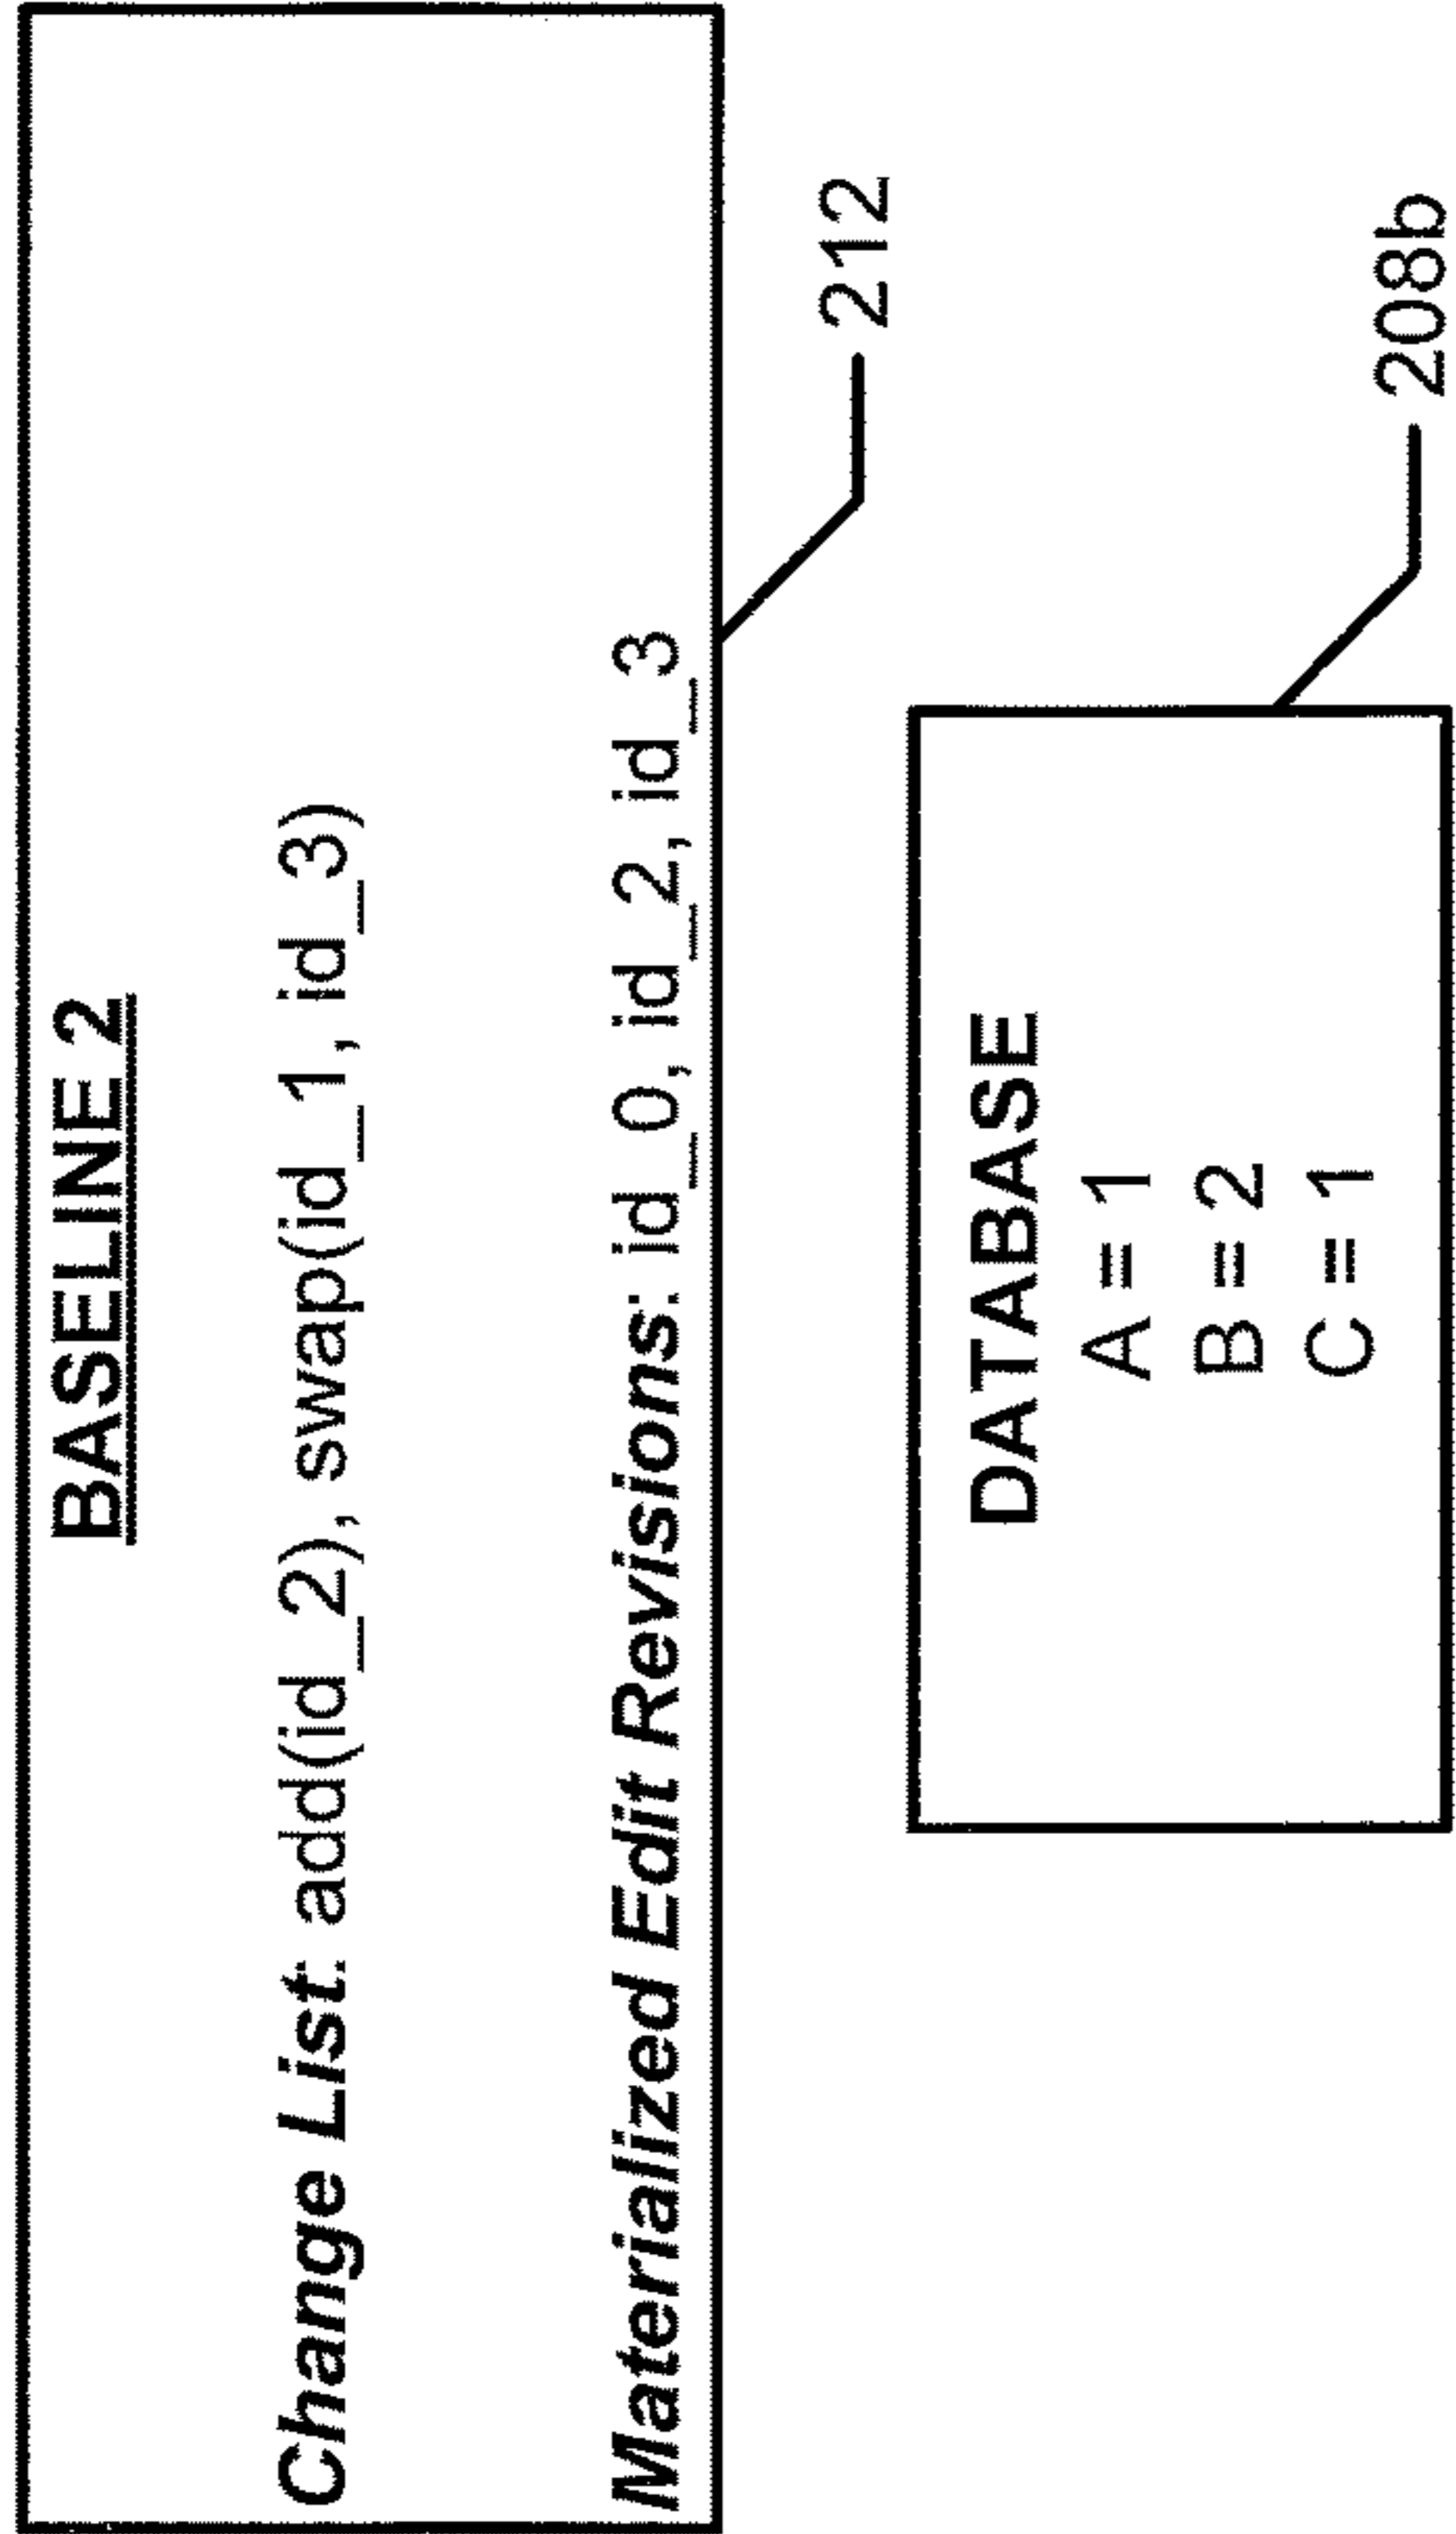 BASELINE 2
Change List: add(id_2), swap(id_1, id_3)
Materialized Edit Revisions: id_0, id_2, id_3
212
DATABASE
A = 1
B = 2
C = 1
208b